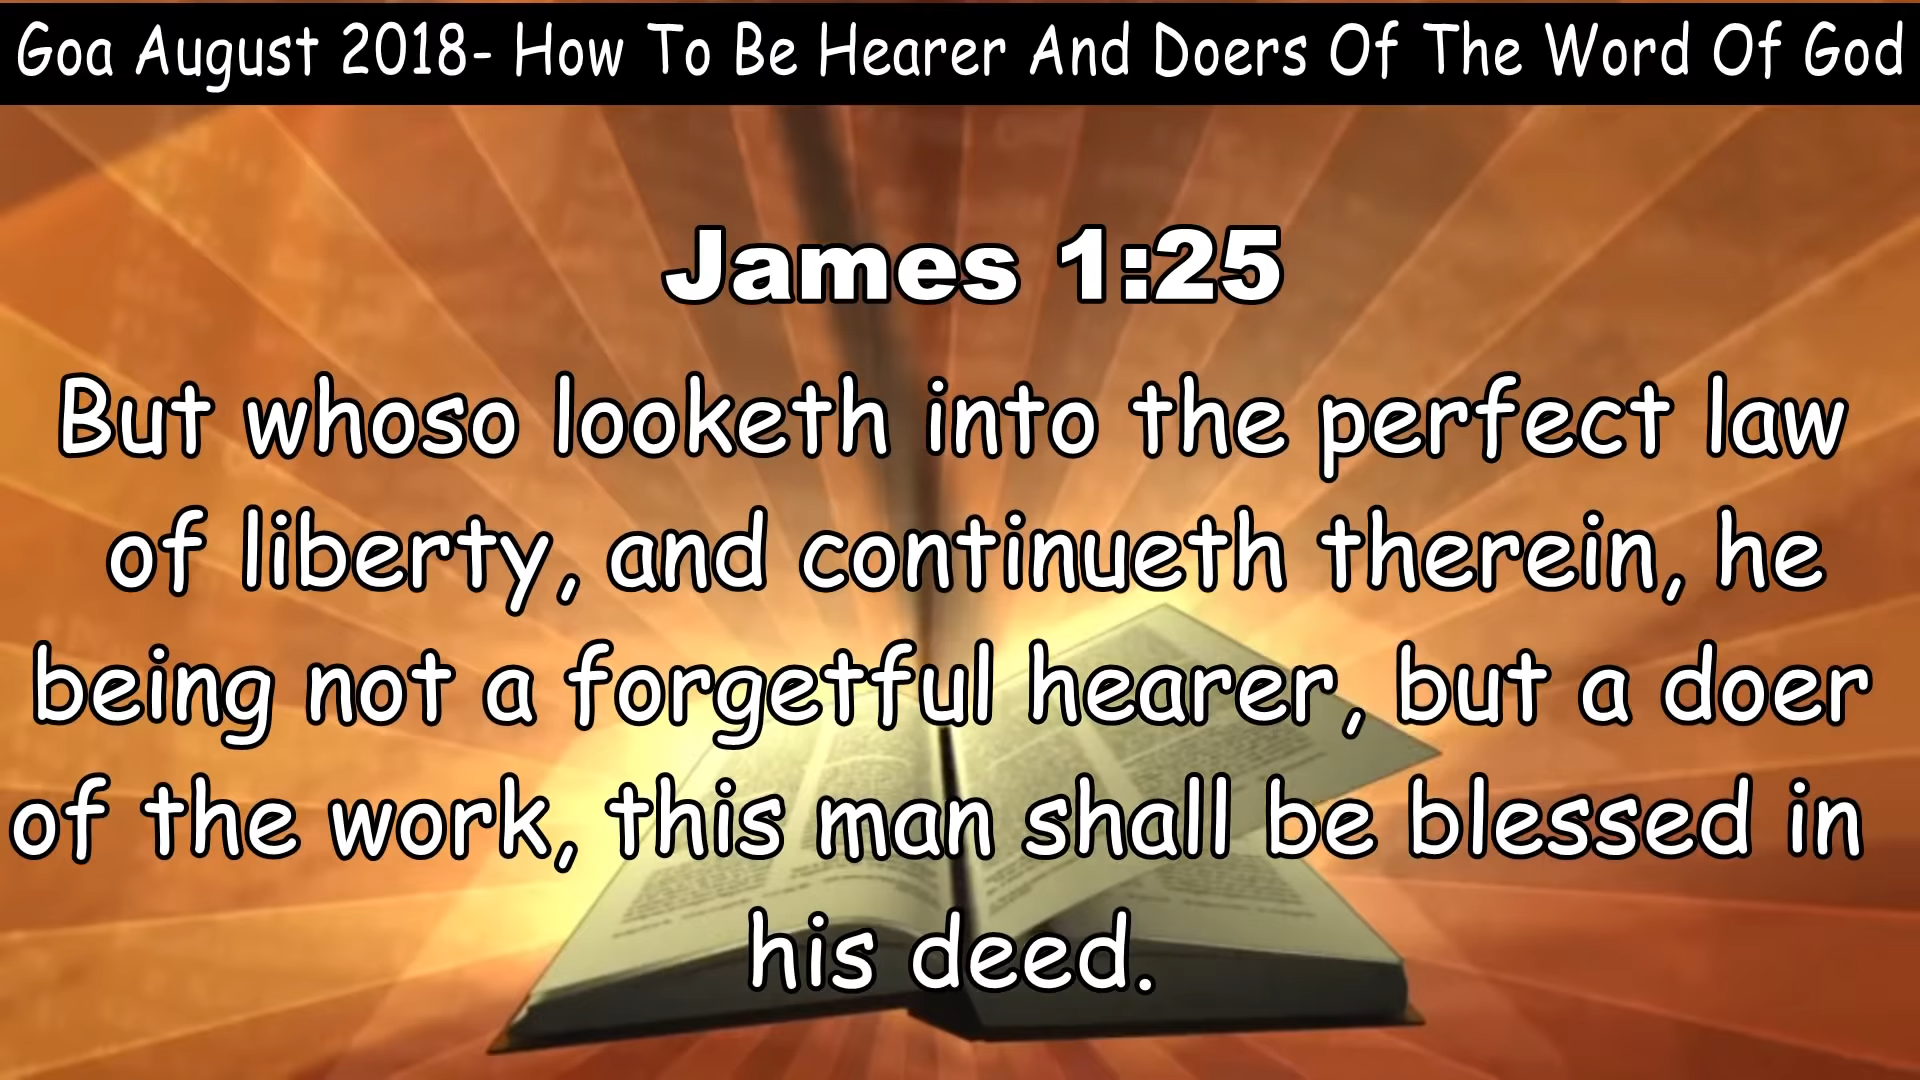 Goa August 2018- How To Be Hearer And Doers Of The Word Of God
James 1:25
But whoso looketh into the perfect law
of liberty, and continueth therein, he
being not a forgetful hearer, but a doer
of the work, this man shall be blessed in
his deed.